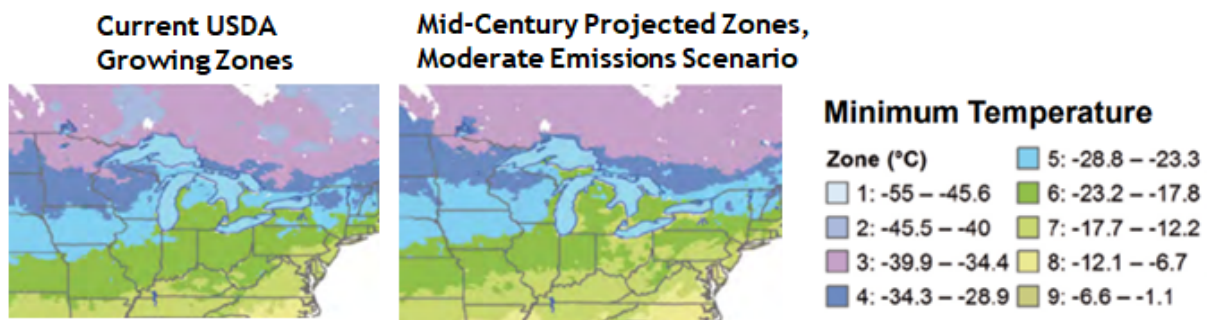 Current USDA
Growing Zones
Mid-Century Projected Zones,
Moderate Emissions Scenario
Minimum Temperature
Zone (°C)
1: -55 – -45.6
2: -45.5 – -40
3: -39.9 – -34.4
4: -34.3 – -28.9
5: -28.8 – -23.3
6: -23.2 – -17.8
7: -17.7 – -12.2
8: -12.1 – -6.7
9: -6.6 – -1.1